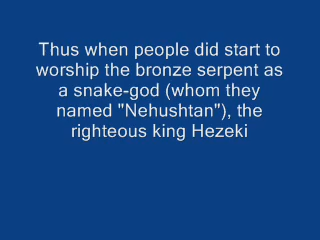 Thus when people did start to
worship the bronze serpent as
a snake-god (whom they
named "Nehushtan"), the
righteous king Hezeki